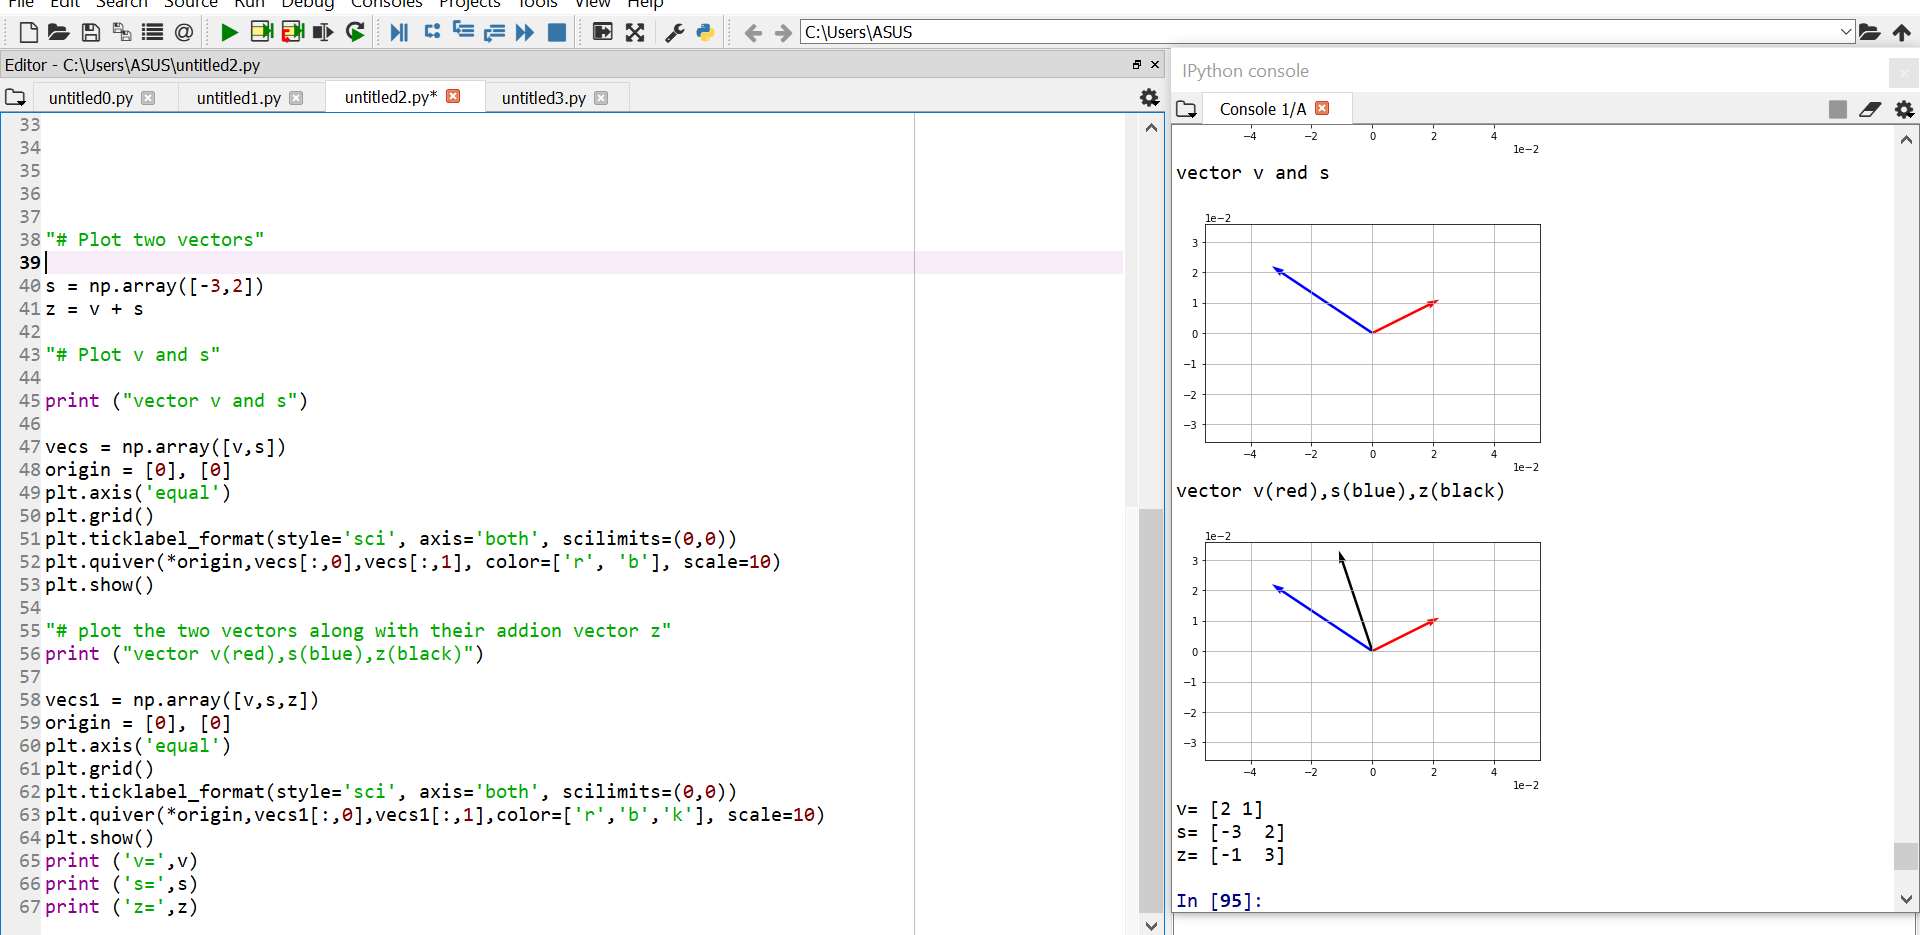 File Edit Search Source Run Debug Consoles Projects Tools View Help
C:\Users\ASUS
Editor - C:\Users\ASUS\untitled2.py
untitled0.py untitled1.py untitled2.py* untitled3.py
33
34
35
36
37
38 "# Plot two vectors"
39
40 s = np.array([-3,2])
41 z = v + s
42
43 "# Plot v and s"
44
45 print ("vector v and s")
46
47 vecs = np.array([v,s])
48 origin = [0], [0]
49 plt.axis('equal')
50 plt.grid()
51 plt.ticklabel_format(style='sci', axis='both', scilimits=(0,0))
52 plt.quiver(*origin,vecs[:,0],vecs[:,1], color=['r', 'b'], scale=10)
53 plt.show()
54
55 "# plot the two vectors along with their addion vector z"
56 print ("vector v(red),s(blue),z(black)")
57
58 vecs1 = np.array([v,s,z])
59 origin = [0], [0]
60 plt.axis('equal')
61 plt.grid()
62 plt.ticklabel_format(style='sci', axis='both', scilimits=(0,0))
63 plt.quiver(*origin,vecs1[:,0],vecs1[:,1],color=['r','b','k'], scale=10)
64 plt.show()
65 print ('v=',v)
66 print ('s=',s)
67 print ('z=',z)
IPython console
Console 1/A
−4 −2 0 2 4
1e−2
vector v and s
1e−2
3
2
1
0
−1
−2
−3
−4 −2 0 2 4
1e−2
vector v(red),s(blue),z(black)
1e−2
3
2
1
0
−1
−2
−3
−4 −2 0 2 4
1e−2
v= [2 1]
s= [-3  2]
z= [-1  3]
In [95]: